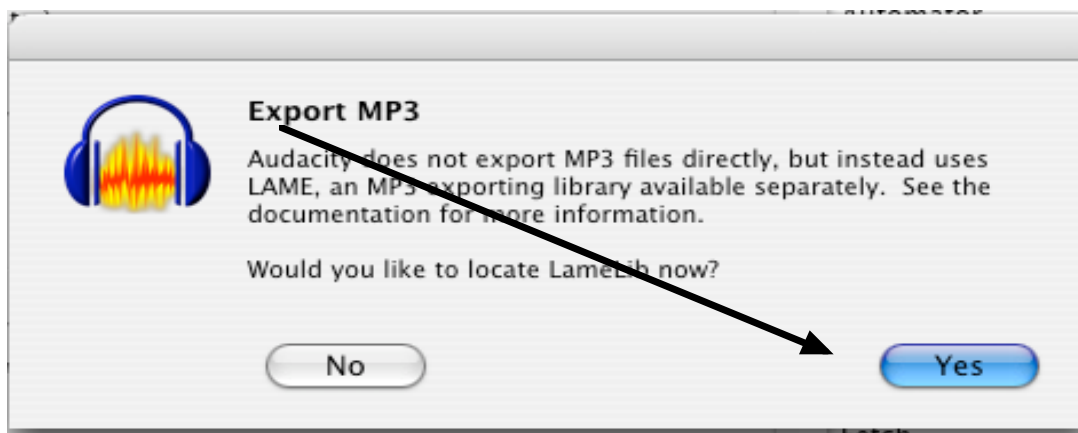 Automator
Export MP3
Audacity does not export MP3 files directly, but instead uses
LAME, an MP3 exporting library available separately. See the
documentation for more information.
Would you like to locate LameLib now?
No
Yes